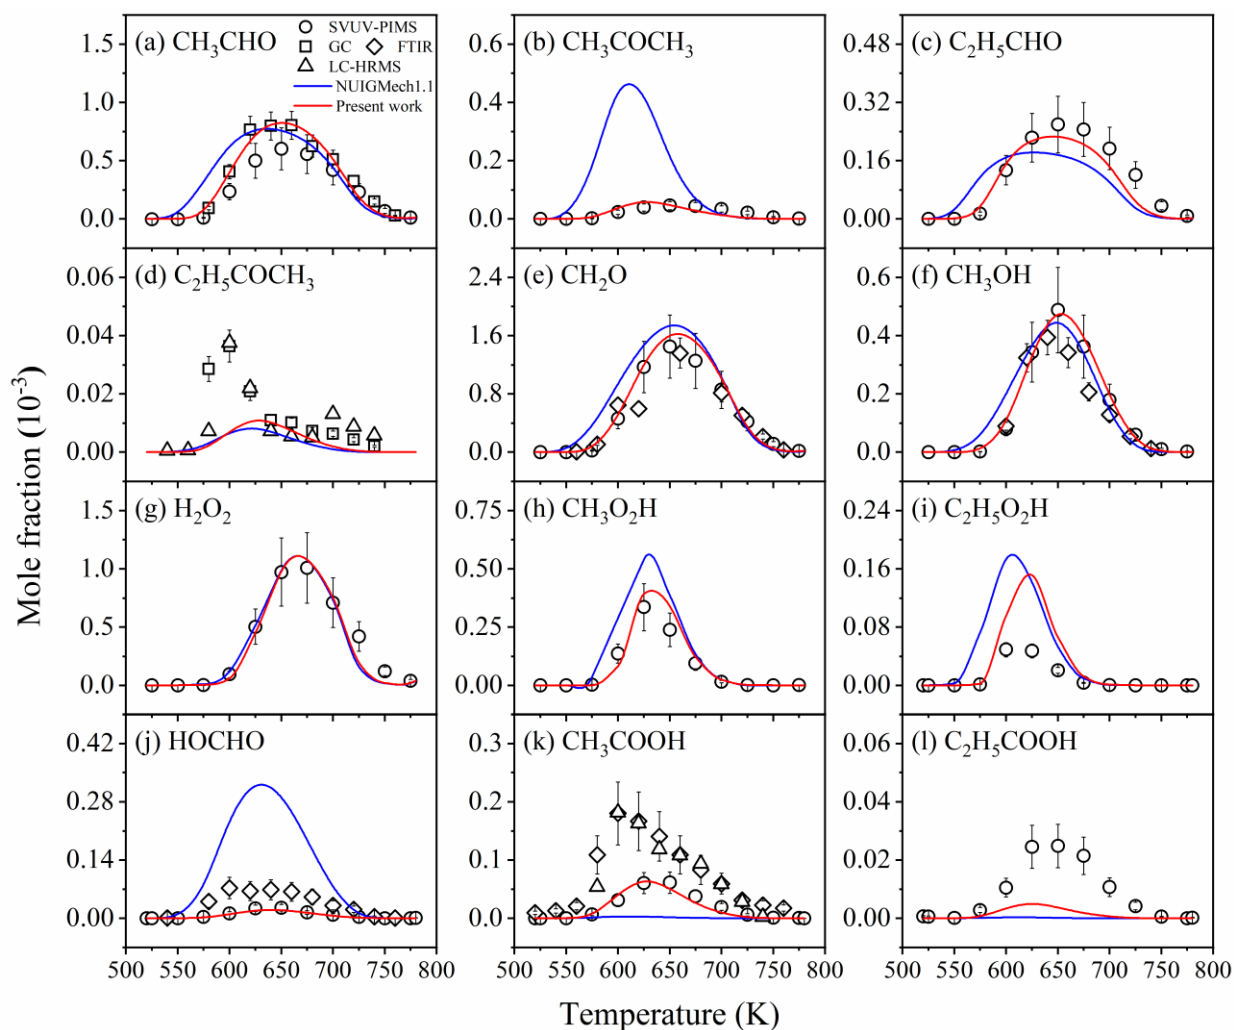 (a) CH₃CHO
SVUV-PIMS
GC FTIR
LC-HRMS
NUIGMech1.1
Present work
1.5
1.0
0.5
0.0
(b) CH₃COCH₃
0.6
0.4
0.2
0.0
(c) C₂H₅CHO
0.48
0.32
0.16
0.00
(d) C₂H₅COCH₃
0.06
0.04
0.02
0.00
(e) CH₂O
2.4
1.6
0.8
0.0
(f) CH₃OH
0.6
0.4
0.2
0.0
(g) H₂O₂
1.5
1.0
0.5
0.0
(h) CH₃O₂H
0.75
0.50
0.25
0.00
(i) C₂H₅O₂H
0.24
0.16
0.08
0.00
(j) HOCHO
0.42
0.28
0.14
0.00
500 550 600 650 700 750 800
(k) CH₃COOH
0.3
0.2
0.1
0.0
500 550 600 650 700 750 800
(l) C₂H₅COOH
0.06
0.04
0.02
0.00
500 550 600 650 700 750 800
Mole fraction (10⁻³)
Temperature (K)